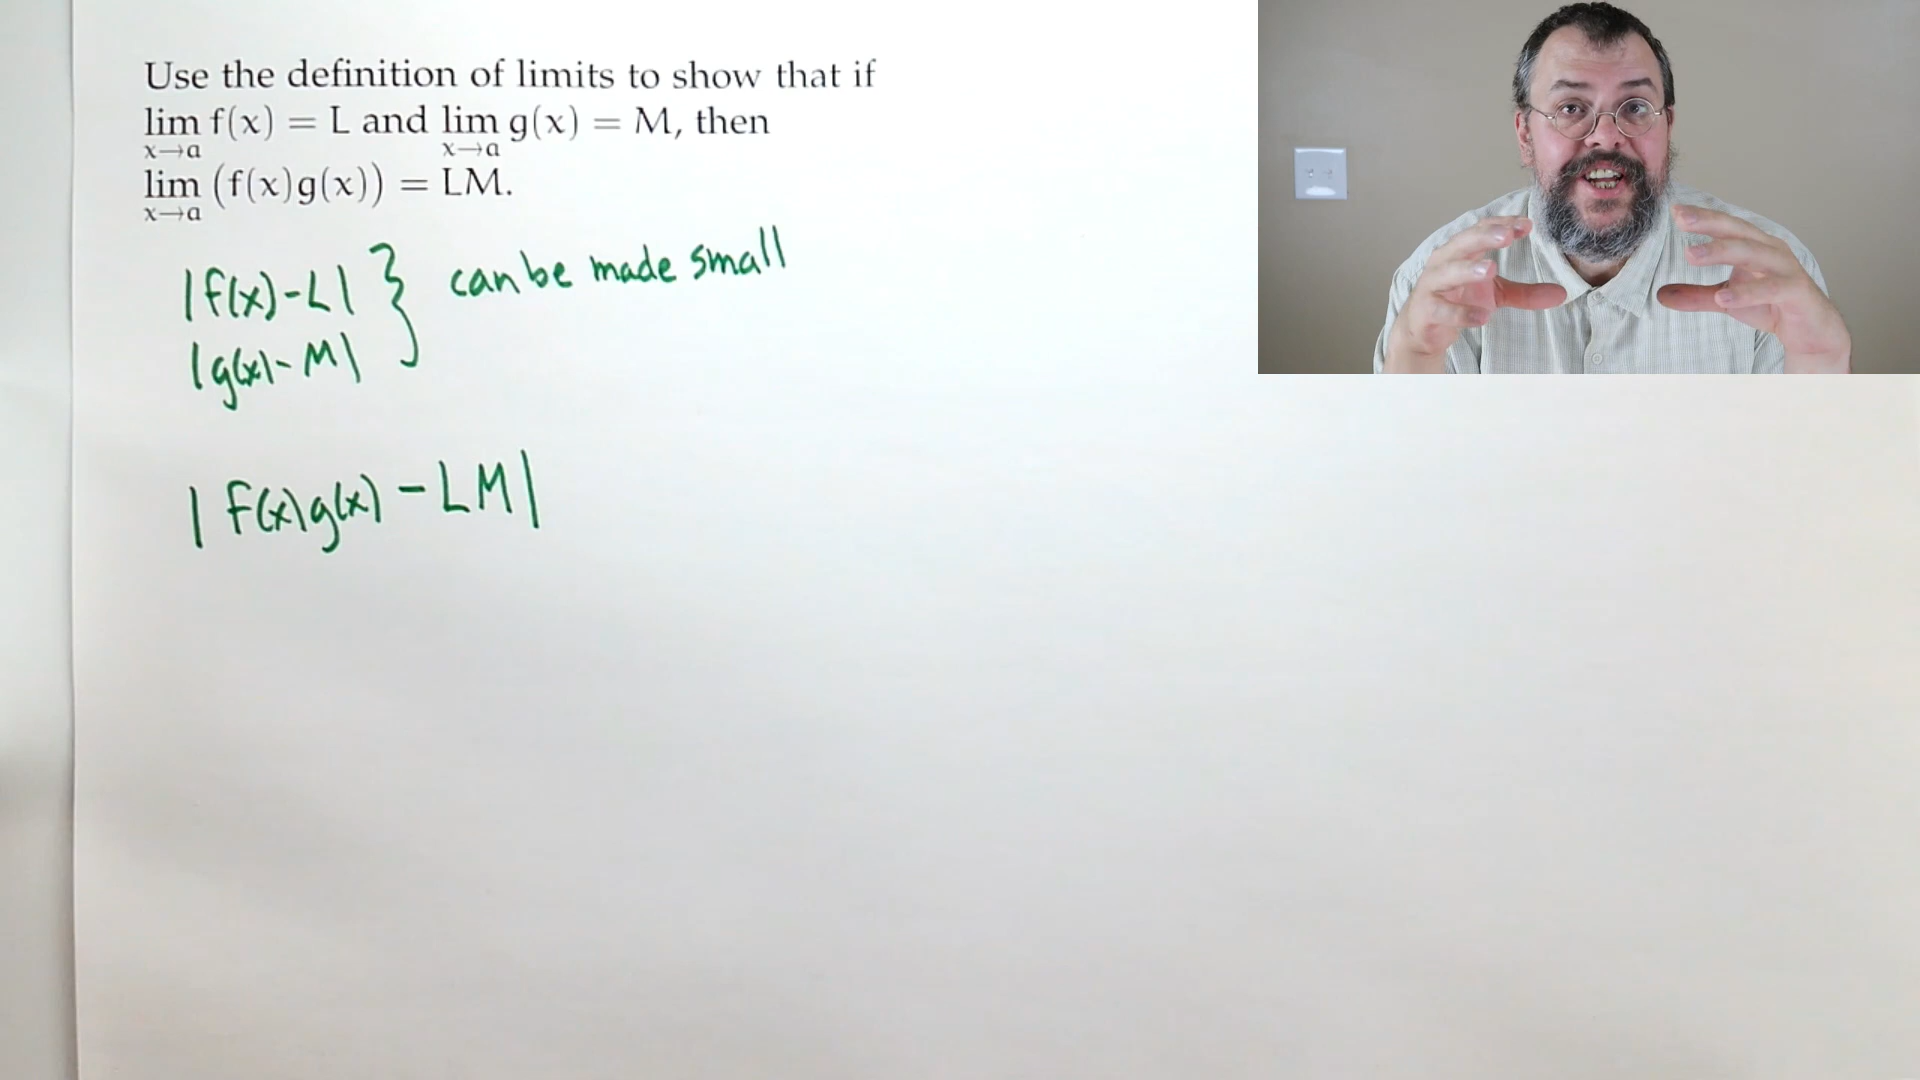 Use the definition of limits to show that if
lim f(x) = L and lim g(x) = M, then
x→a x→a
lim (f(x)g(x)) = LM.
x→a
|f(x)-L| } can be made small
|g(x)-M|
|f(x)g(x) - LM|